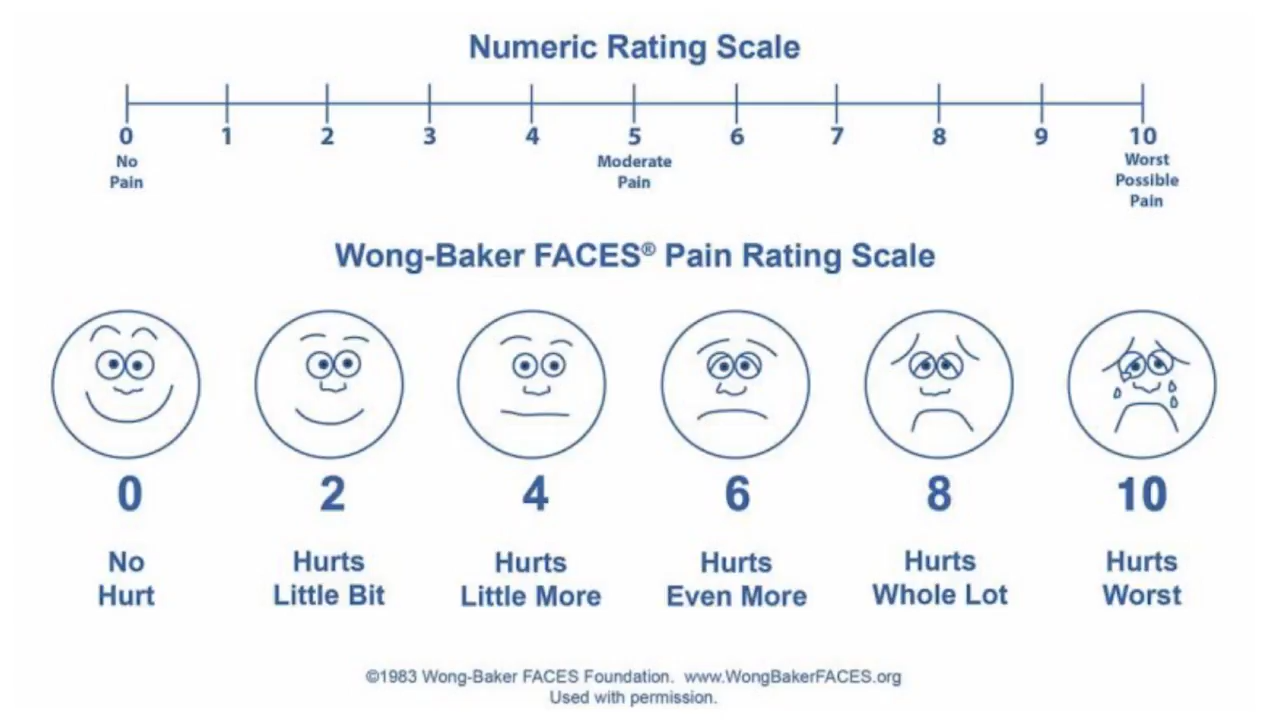 Numeric Rating Scale
0 1 2 3 4 5 6 7 8 9 10
No Pain
Moderate Pain
Worst Possible Pain
Wong-Baker FACES® Pain Rating Scale
0 2 4 6 8 10
No Hurt
Hurts Little Bit
Hurts Little More
Hurts Even More
Hurts Whole Lot
Hurts Worst
©1983 Wong-Baker FACES Foundation. www.WongBakerFACES.org
Used with permission.